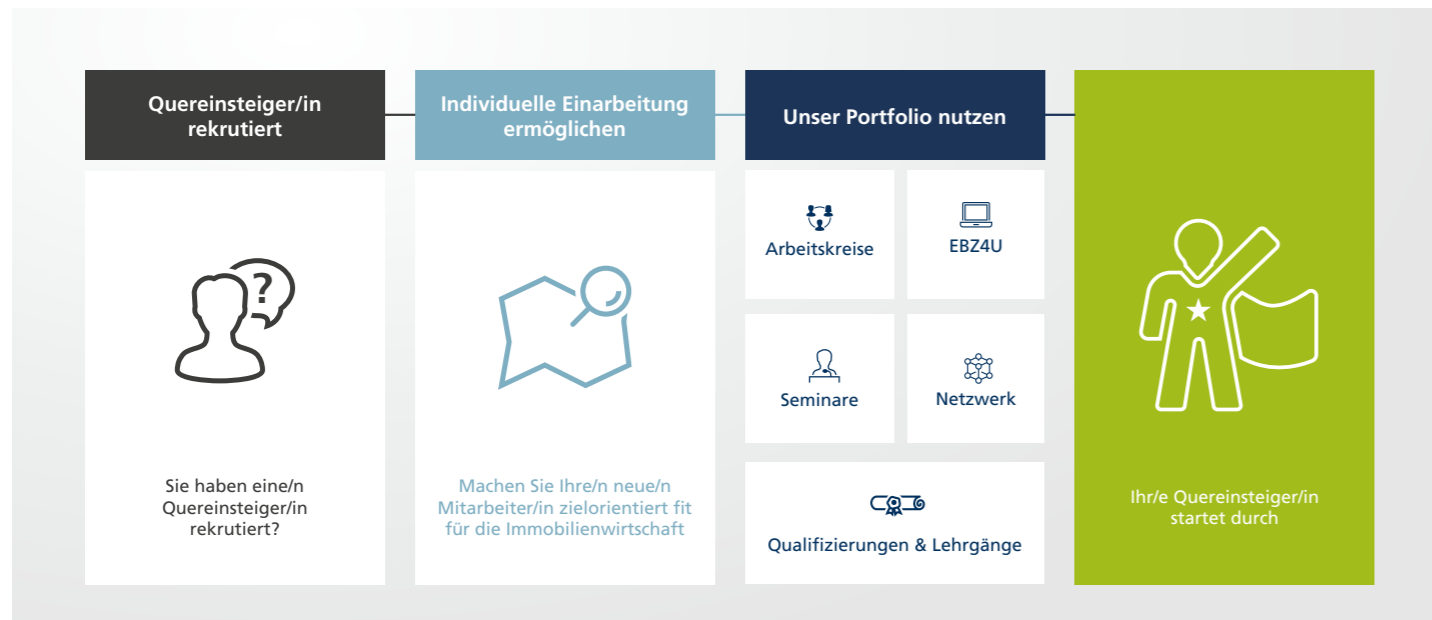 Quereinsteiger/in
rekrutiert
Individuelle Einarbeitung
ermöglichen
Unser Portfolio nutzen
?
Sie haben eine/n
Quereinsteiger/in
rekrutiert?
Machen Sie Ihre/n neue/n
Mitarbeiter/in zielorientiert fit
für die Immobilienwirtschaft
Arbeitskreise
EBZ4U
Seminare
Netzwerk
Qualifizierungen & Lehrgänge
Ihr/e Quereinsteiger/in
startet durch